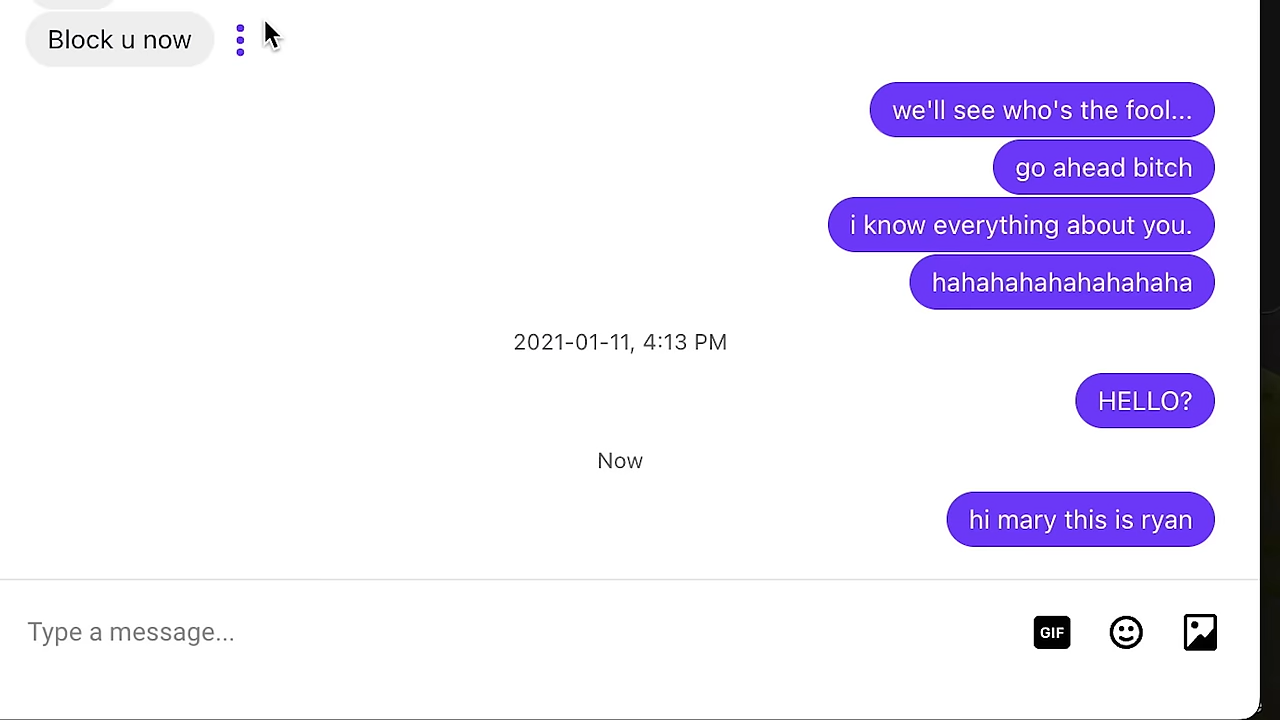 Block u now
we'll see who's the fool...
go ahead bitch
i know everything about you.
hahahahahahahahaha
2021-01-11, 4:13 PM
HELLO?
Now
hi mary this is ryan
Type a message...
GIF